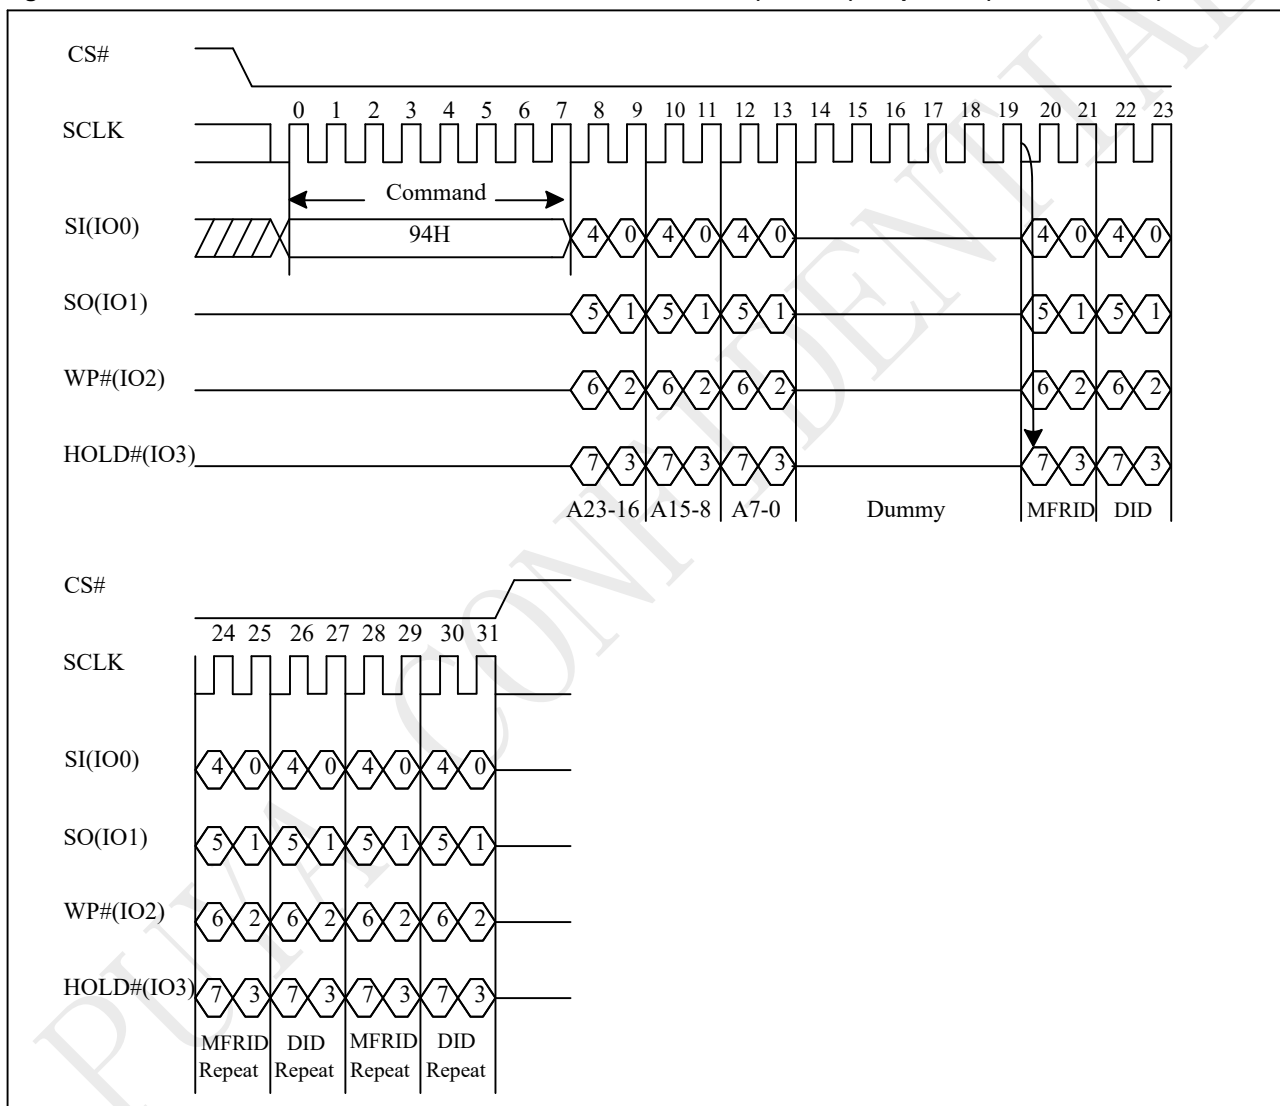 CS#
0 1 2 3 4 5 6 7 8 9 10 11 12 13 14 15 16 17 18 19 20 21 22 23
SCLK
Command
SI(IO0) 94H 4 0 4 0 4 0 4 0 4 0
SO(IO1) 5 1 5 1 5 1 5 1 5 1
WP#(IO2) 6 2 6 2 6 2 6 2 6 2
HOLD#(IO3) 7 3 7 3 7 3 7 3 7 3
A23-16 A15-8 A7-0 Dummy MFRID DID
CS#
24 25 26 27 28 29 30 31
SCLK
SI(IO0) 4 0 4 0 4 0 4 0
SO(IO1) 5 1 5 1 5 1 5 1
WP#(IO2) 6 2 6 2 6 2 6 2
HOLD#(IO3) 7 3 7 3 7 3 7 3
MFRID DID MFRID DID
Repeat Repeat Repeat Repeat
PUYA CONFIDENTIAL